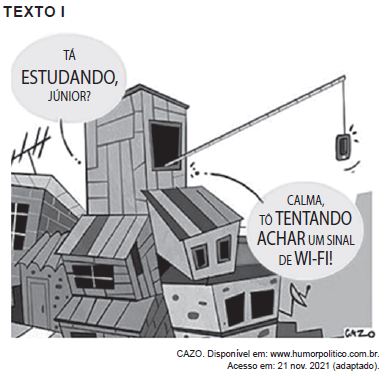 TEXTO I
TÁ
ESTUDANDO,
JÚNIOR?
CALMA,
TÔ TENTANDO
ACHAR UM SINAL
DE WI-FI!
CAZO
CAZO. Disponível em: www.humorpolitico.com.br.
Acesso em: 21 nov. 2021 (adaptado).